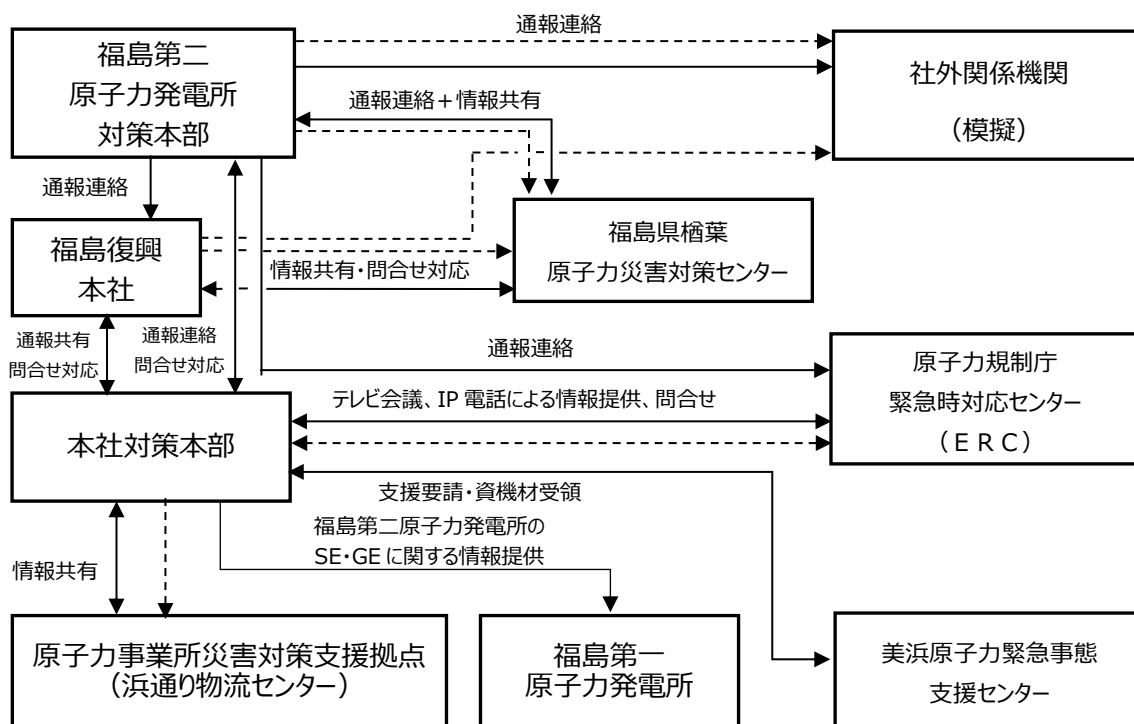 通報連絡
福島第二
原子力発電所
対策本部
社外関係機関
（模擬）
通報連絡＋情報共有
通報連絡
福島復興
本社
福島県楢葉
原子力災害対策センター
情報共有・問合せ対応
通報共有
問合せ対応
通報連絡
問合せ対応
通報連絡
原子力規制庁
緊急時対応センター
（ＥＲＣ）
テレビ会議、IP 電話による情報提供、問合せ
本社対策本部
支援要請・資機材受領
福島第二原子力発電所の
SE・GE に関する情報提供
情報共有
原子力事業所災害対策支援拠点
（浜通り物流センター）
福島第一
原子力発電所
美浜原子力緊急事態
支援センター